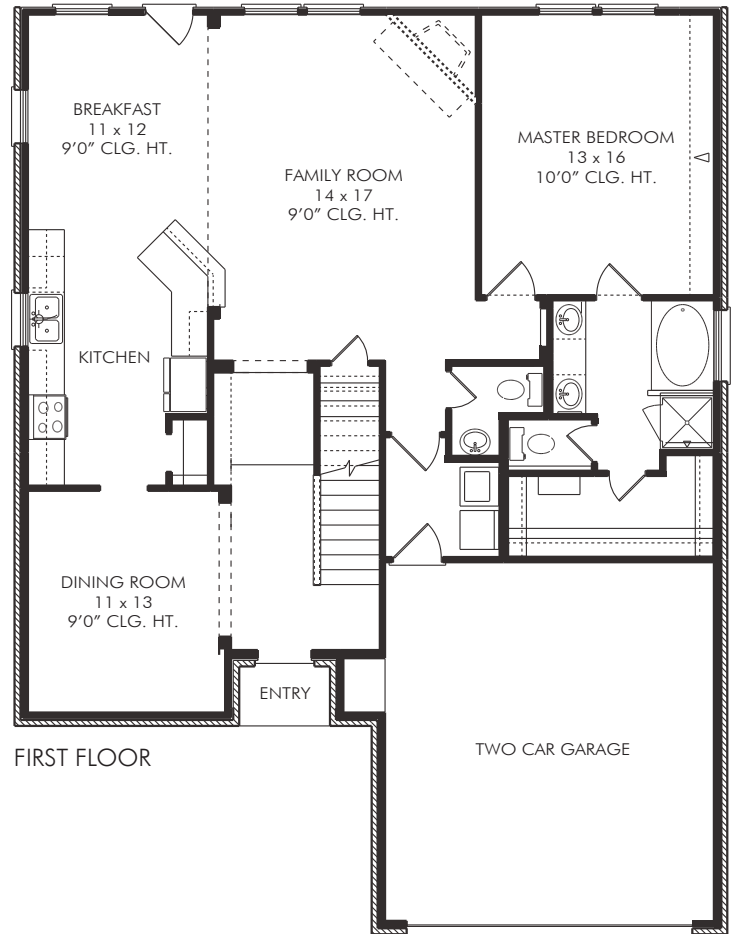 BREAKFAST
11 x 12
9'0" CLG. HT.
FAMILY ROOM
14 x 17
9'0" CLG. HT.
MASTER BEDROOM
13 x 16
10'0" CLG. HT.
KITCHEN
DINING ROOM
11 x 13
9'0" CLG. HT.
ENTRY
TWO CAR GARAGE
FIRST FLOOR